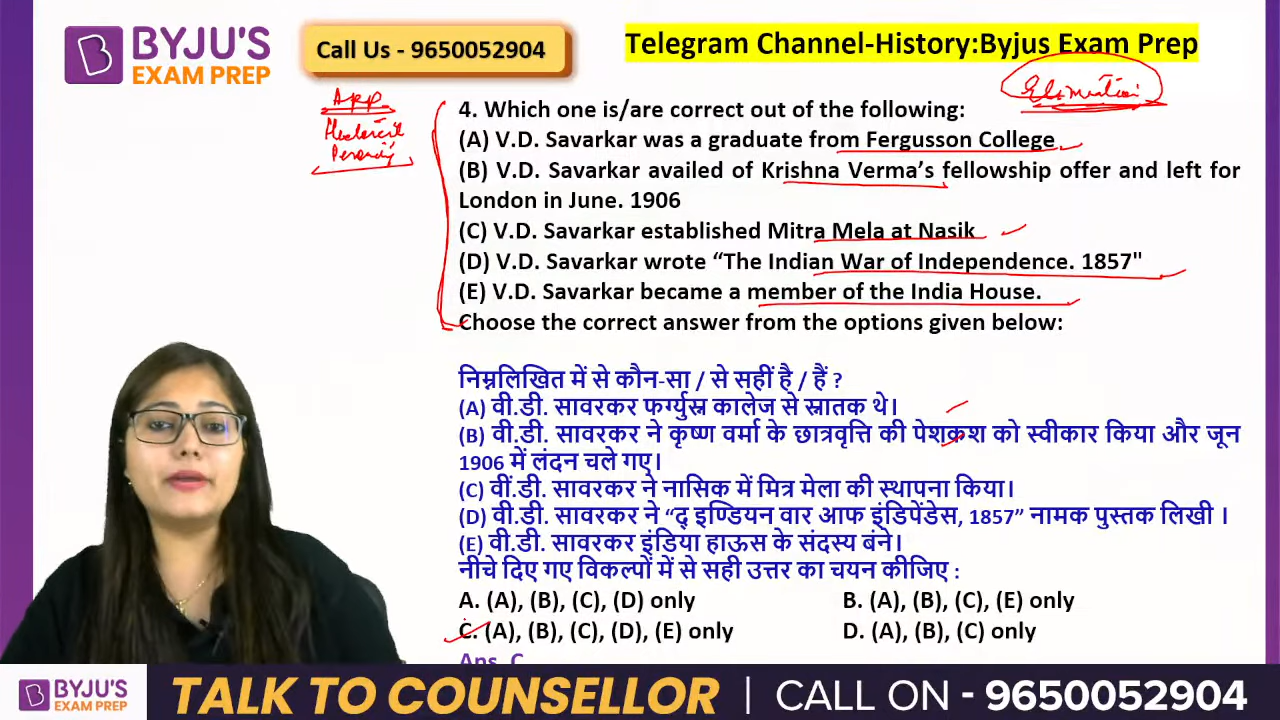 BYJU'S
EXAM PREP
Call Us - 9650052904
Telegram Channel-History:Byjus Exam Prep
App
4. Which one is/are correct out of the following:
(A) V.D. Savarkar was a graduate from Fergusson College
(B) V.D. Savarkar availed of Krishna Verma's fellowship offer and left for
London in June. 1906
(C) V.D. Savarkar established Mitra Mela at Nasik
(D) V.D. Savarkar wrote “The Indian War of Independence. 1857"
(E) V.D. Savarkar became a member of the India House.
Choose the correct answer from the options given below:
निम्नलिखित में से कौन-सा / से सहीं है / हैं ?
(A) वी.डी. सावरकर फर्ग्युस्न कालेज से स्नातक थे।
(B) वी.डी. सावरकर ने कृष्ण वर्मा के छात्रवृत्ति की पेशकश को स्वीकार किया और जून
1906 में लंदन चले गए।
(C) वीं.डी. सावरकर ने नासिक में मित्र मेला की स्थापना किया।
(D) वी.डी. सावरकर ने “द् इण्डियन वार आफ इंडिपेंडेस, 1857” नामक पुस्तक लिखी ।
(E) वी.डी. सावरकर इंडिया हाऊस के संदस्य बंने।
नीचे दिए गए विकल्पों में से सही उत्तर का चयन कीजिए :
A. (A), (B), (C), (D) only
B. (A), (B), (C), (E) only
C. (A), (B), (C), (D), (E) only
D. (A), (B), (C) only
Ans. C
BYJU'S
EXAM PREP
TALK TO COUNSELLOR | CALL ON - 9650052904